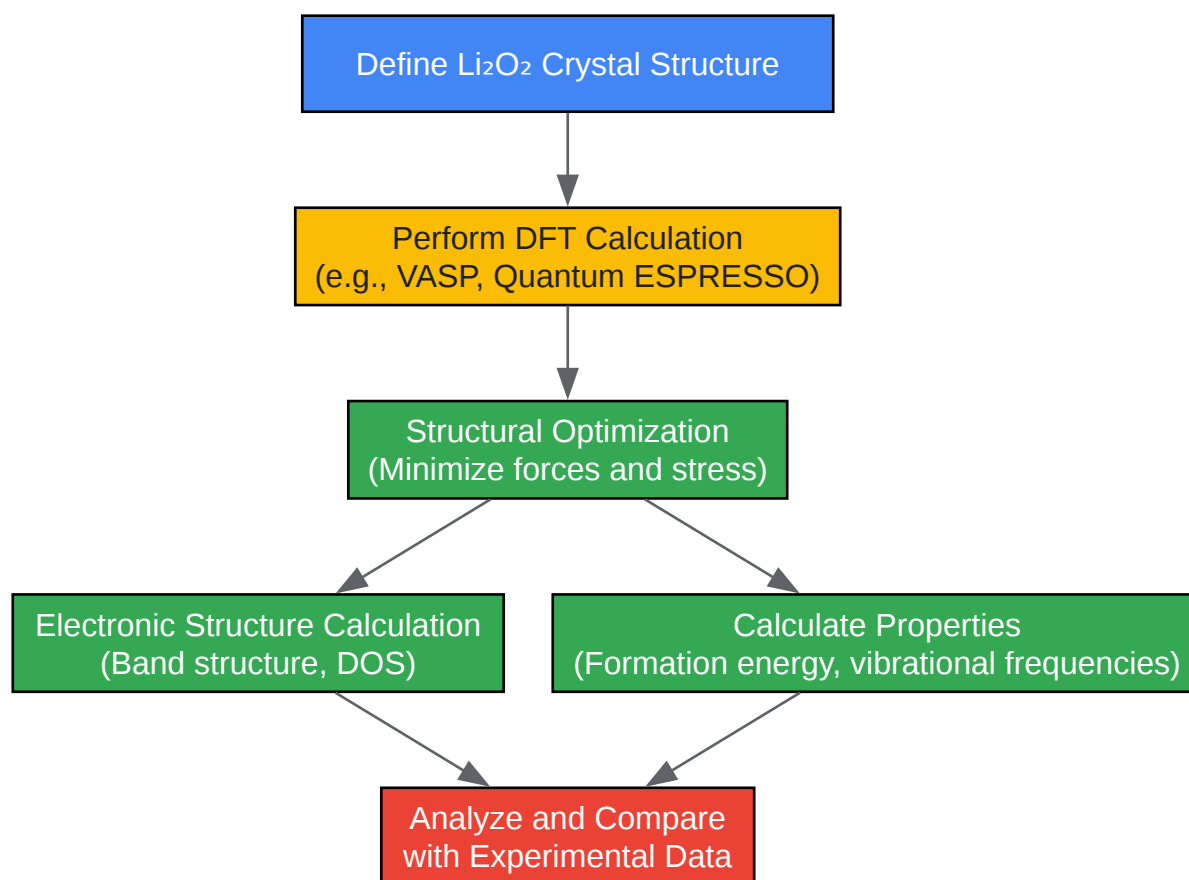 Define Li₂O₂ Crystal Structure
Perform DFT Calculation
(e.g., VASP, Quantum ESPRESSO)
Structural Optimization
(Minimize forces and stress)
Electronic Structure Calculation
(Band structure, DOS)
Calculate Properties
(Formation energy, vibrational frequencies)
Analyze and Compare
with Experimental Data